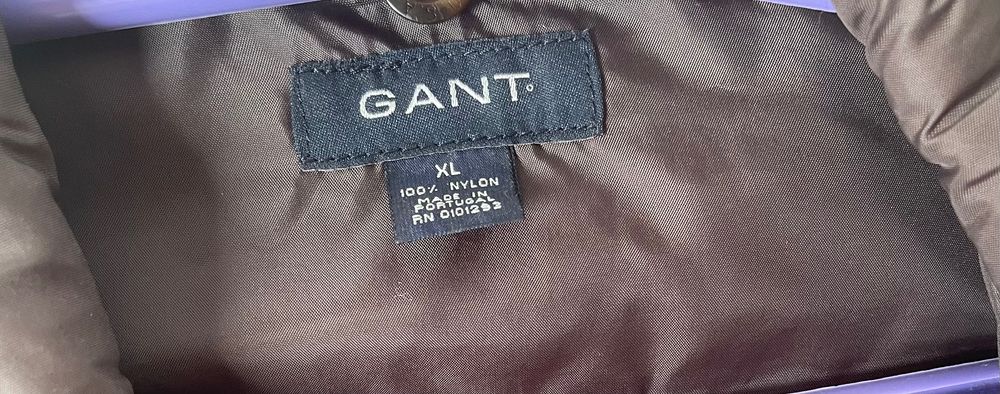 GANT
XL
100% NYLON
MADE IN
PORTUGAL
RN 0101293